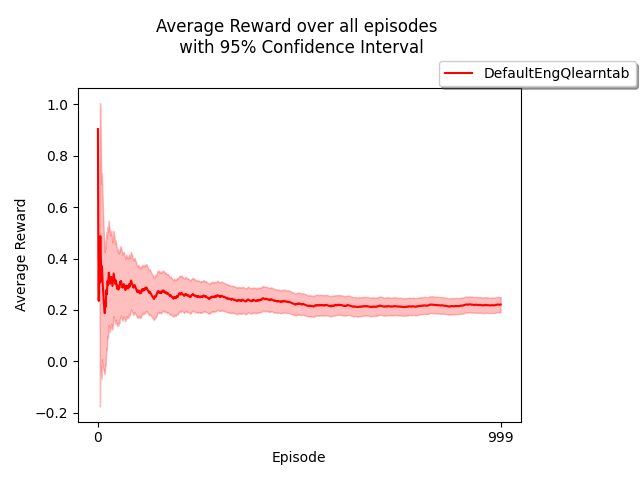 Average Reward over all episodes
with 95% Confidence Interval
DefaultEngQlearntab
1.0
0.8
0.6
0.4
0.2
0.0
−0.2
Average Reward
0
999
Episode